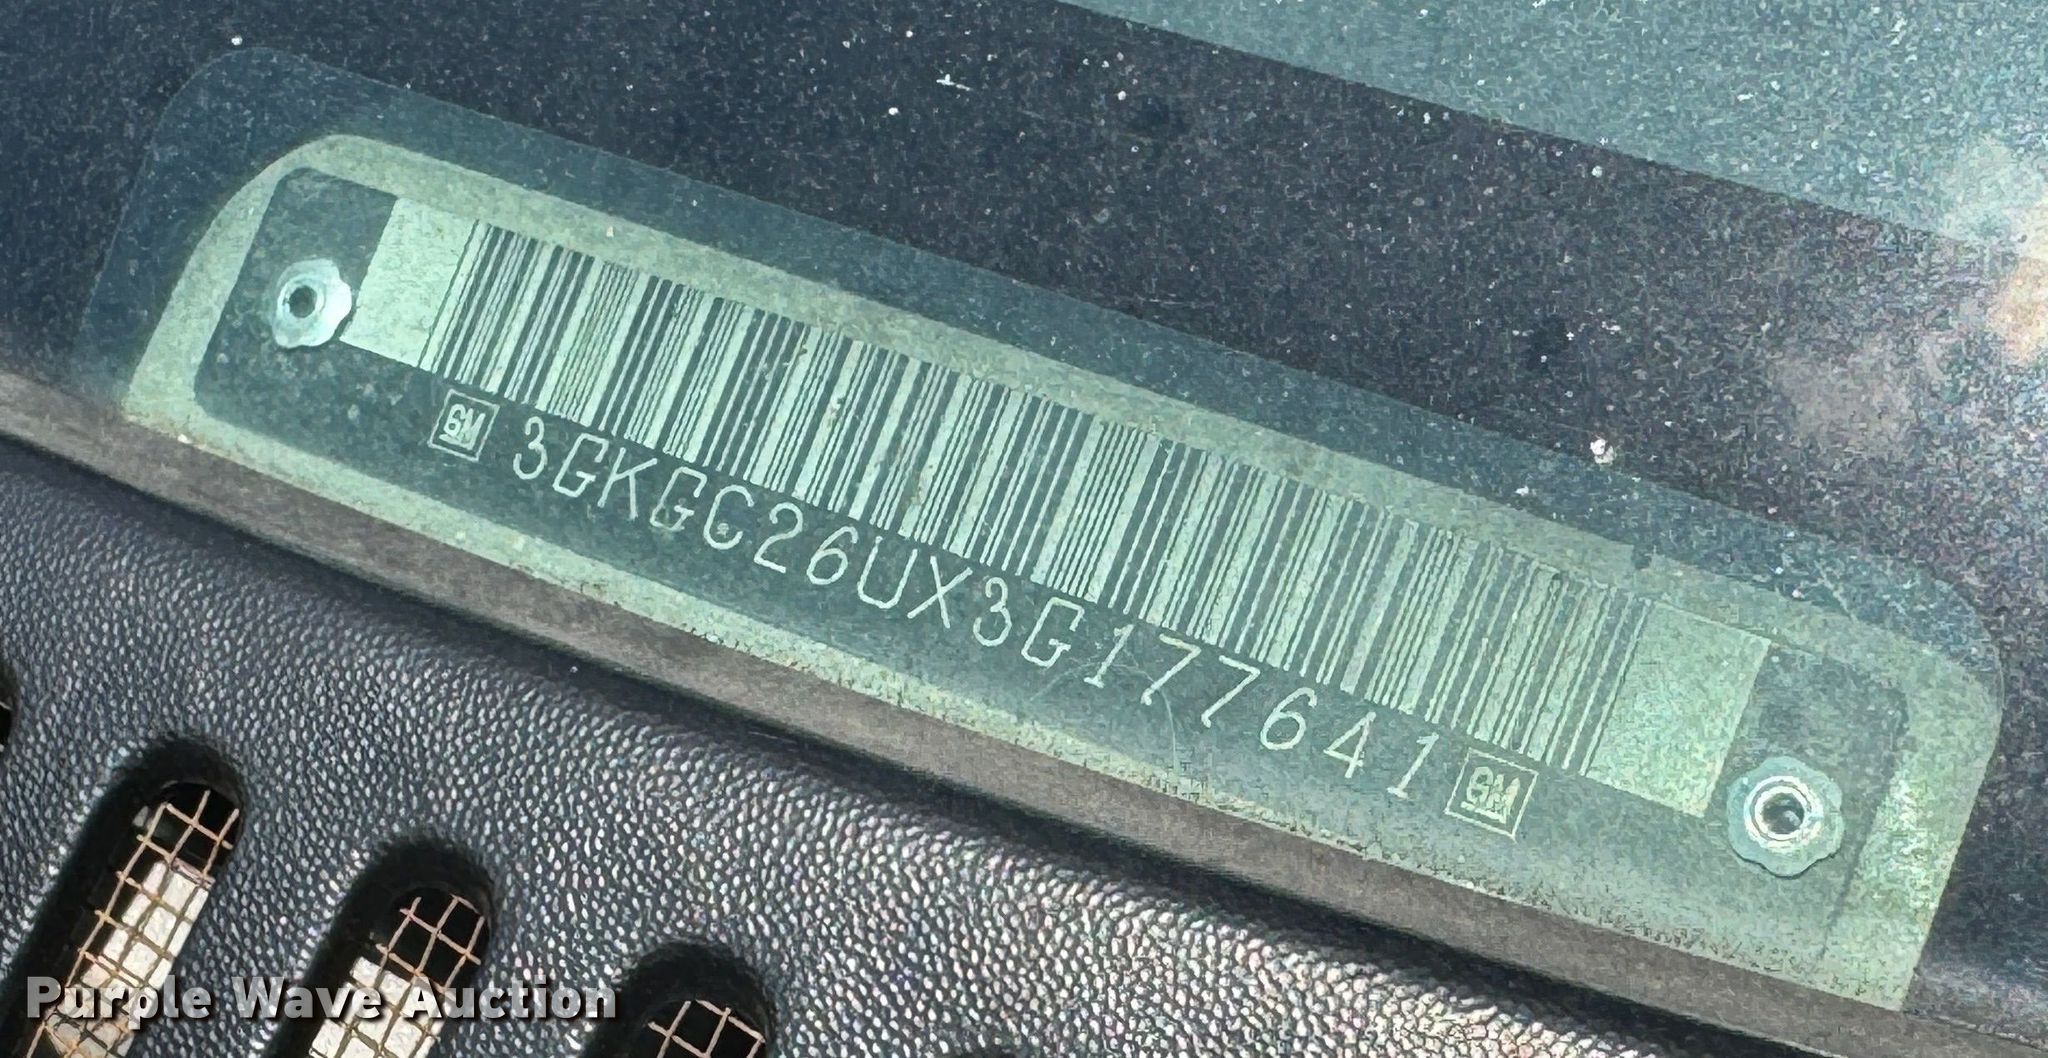 GM 3GKGC26UX3G177641 GM
Purple Wave Auction